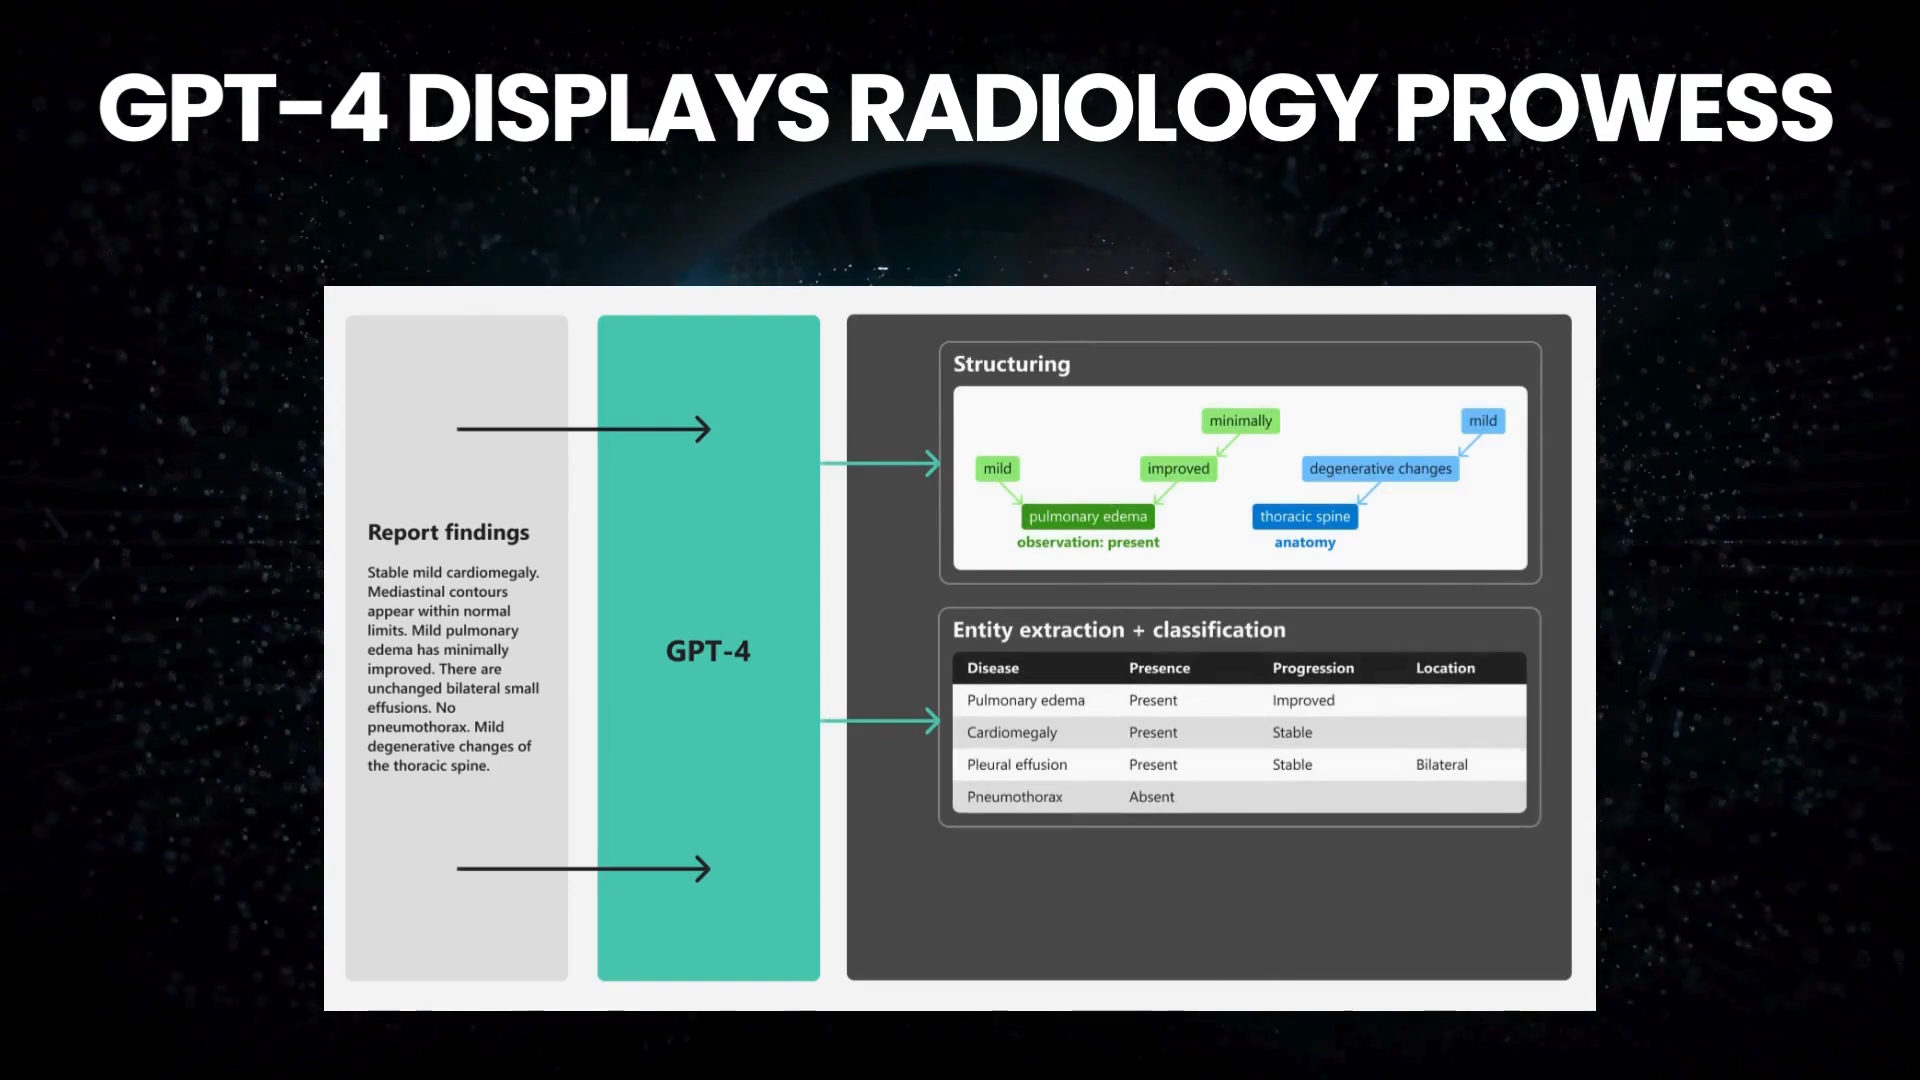 GPT-4 DISPLAYS RADIOLOGY PROWESS
Report findings
Stable mild cardiomegaly.
Mediastinal contours
appear within normal
limits. Mild pulmonary
edema has minimally
improved. There are
unchanged bilateral small
effusions. No
pneumothorax. Mild
degenerative changes of
the thoracic spine.
GPT-4
Structuring
minimally
mild
mild
improved
degenerative changes
pulmonary edema
thoracic spine
observation: present
anatomy
Entity extraction + classification
Disease Presence Progression Location
Pulmonary edema Present Improved
Cardiomegaly Present Stable
Pleural effusion Present Stable Bilateral
Pneumothorax Absent